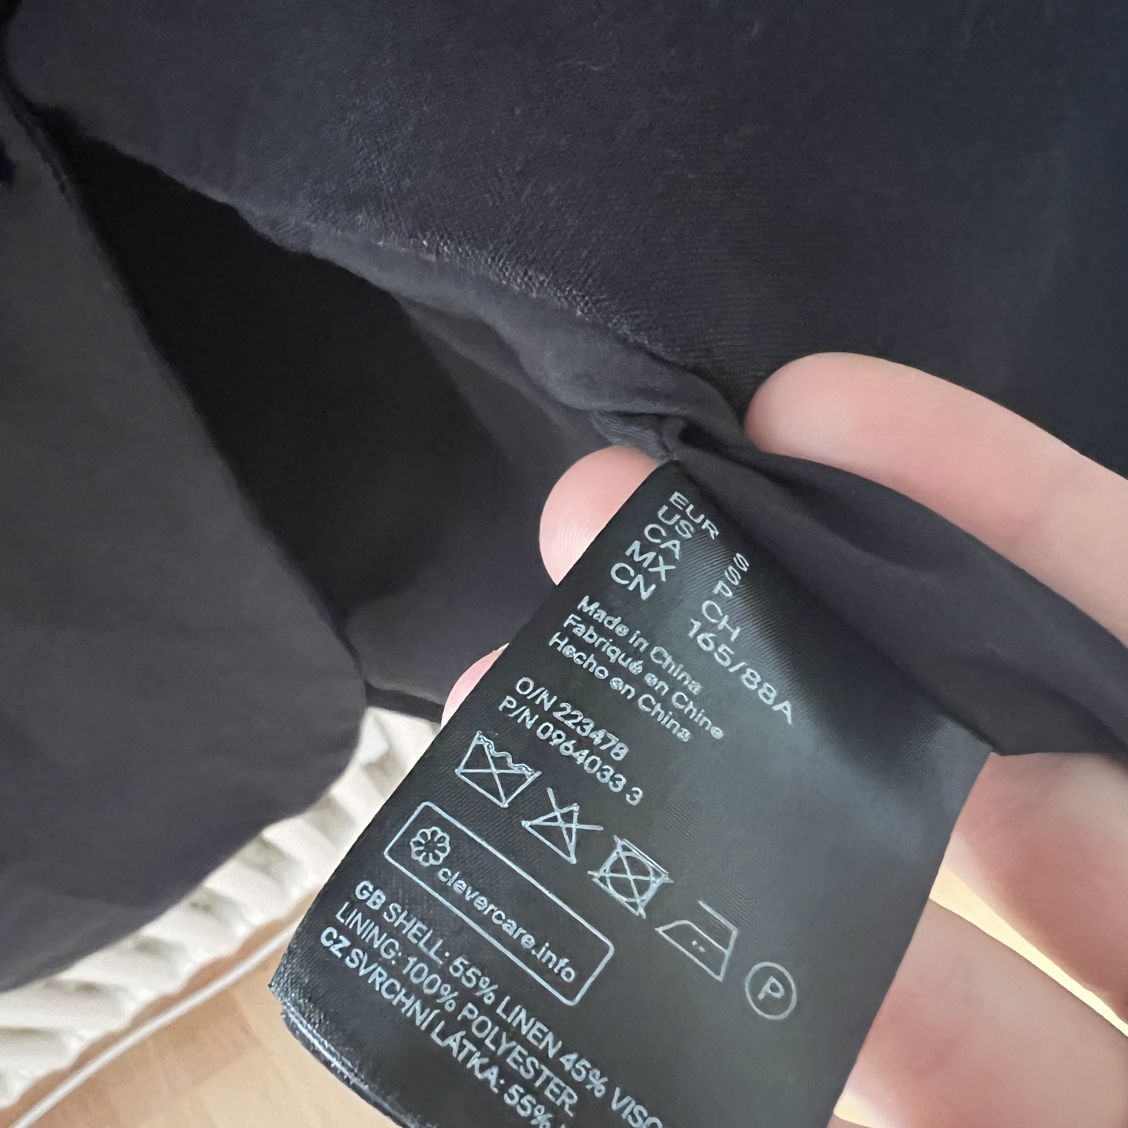 EUR S
US S
CA P
MX CH
CN 165/88A
Made in China
Fabriqué en Chine
Hecho en China
O/N 223478
P/N 0964033 3
clevercare.info
P
GB SHELL: 55% LINEN 45%
LINING: 100% POLYESTER.
CZ SVRCHNÍ LÁTKA: 55%